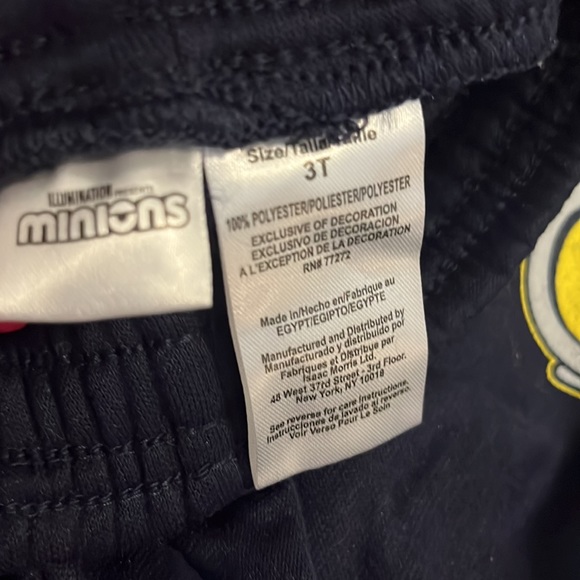 ILLUMINATION PRESENTS
minions
Size/Talla/Taille
3T
100% POLYESTER/POLIESTER/POLYESTER
EXCLUSIVE OF DECORATION
EXCLUSIVO DE DECORACIÓN
A L'EXCEPTION DE LA DECORATION
RN# 77272
Made in/Hecho en/Fabrique au
EGYPT/EGIPTO/EGYPTE
Manufactured and Distributed by
Manufacturado y distribuido por
Fabriques et Distribue par
Isaac Morris Ltd.
48 West 37rd Street - 3rd Floor.
New York, NY 10018
See reverse for care Instructions.
Instrucciones de lavado al reverso.
Voir Verso Pour Le Soin